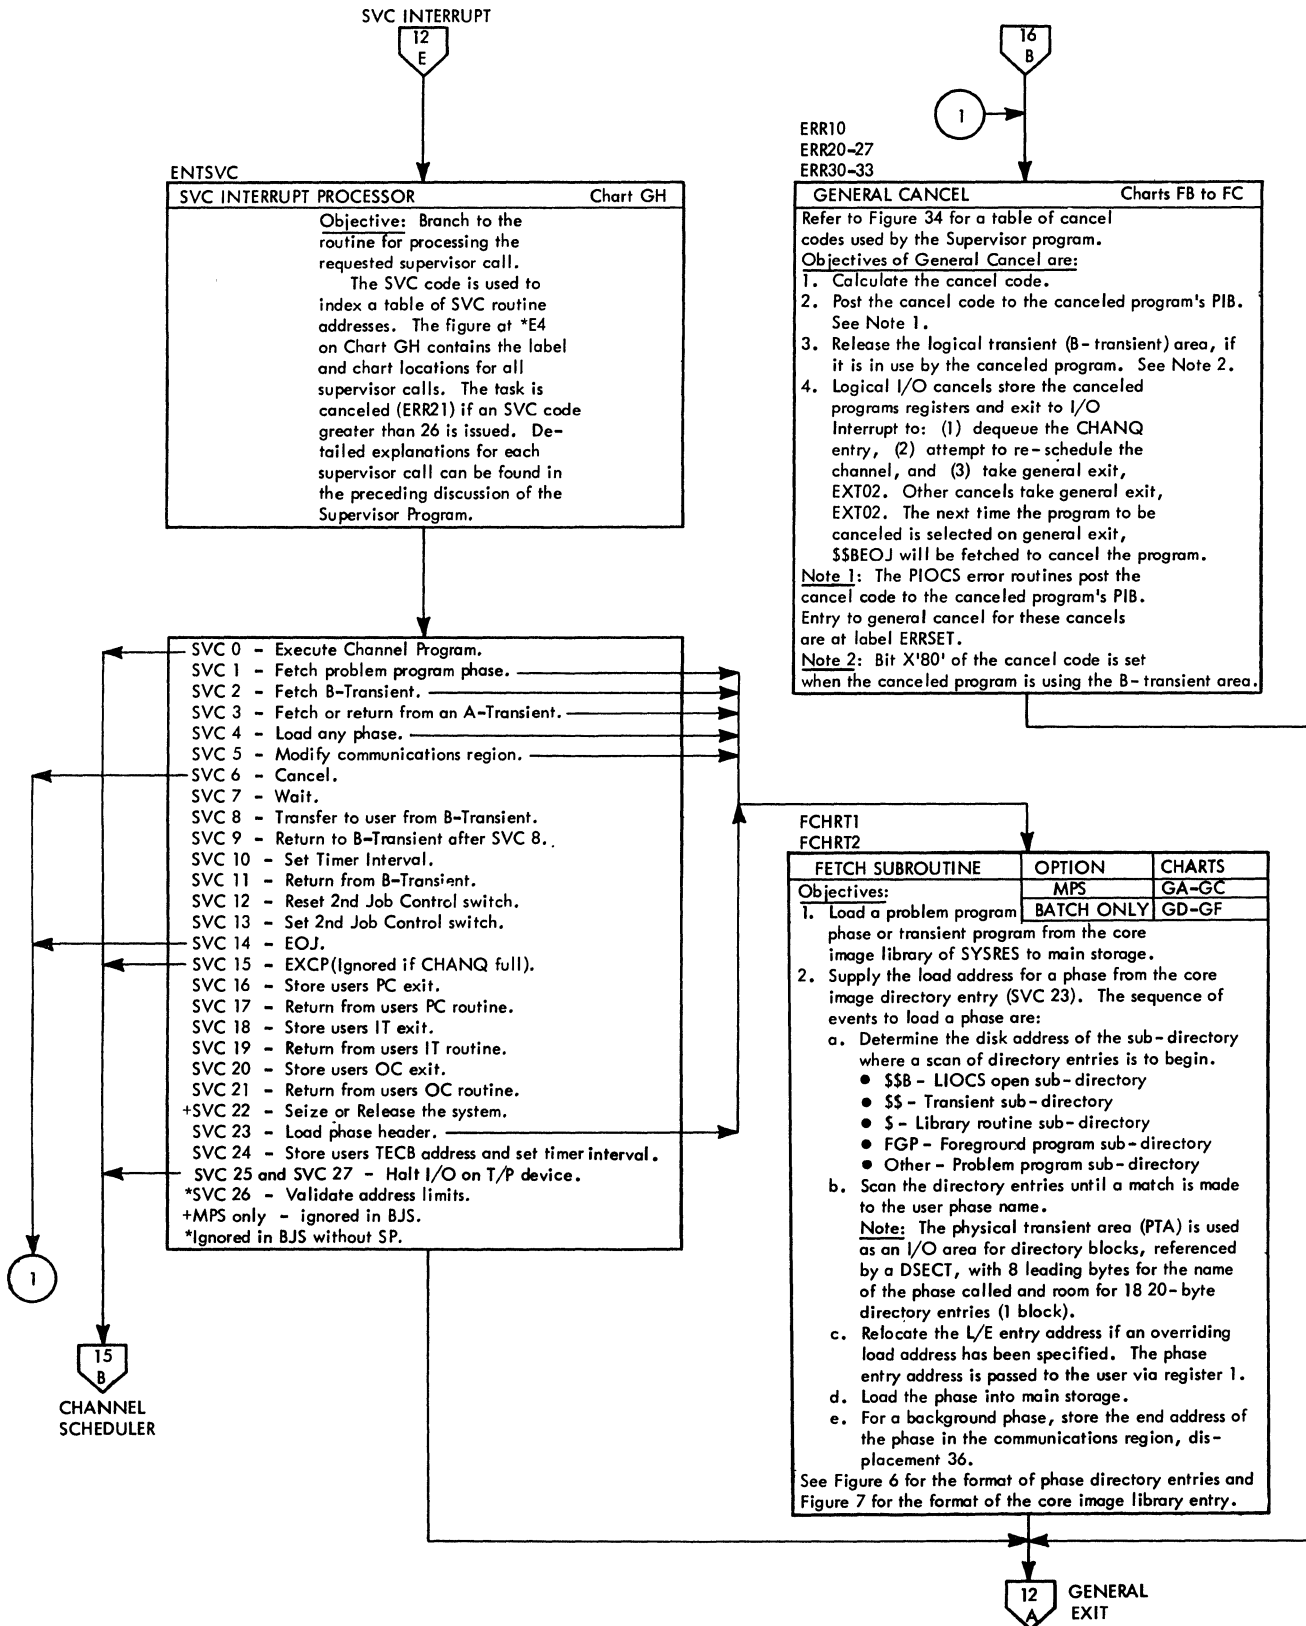 SVC INTERRUPT
12
E
ENTSVC
SVC INTERRUPT PROCESSOR Chart GH
Objective: Branch to the
routine for processing the
requested supervisor call.
The SVC code is used to
index a table of SVC routine
addresses. The figure at *E4
on Chart GH contains the label
and chart locations for all
supervisor calls. The task is
canceled (ERR21) if an SVC code
greater than 26 is issued. De-
tailed explanations for each
supervisor call can be found in
the preceding discussion of the
Supervisor Program.
SVC 0 - Execute Channel Program.
SVC 1 - Fetch problem program phase.
SVC 2 - Fetch B-Transient.
SVC 3 - Fetch or return from an A-Transient.
SVC 4 - Load any phase.
SVC 5 - Modify communications region.
SVC 6 - Cancel.
SVC 7 - Wait.
SVC 8 - Transfer to user from B-Transient.
SVC 9 - Return to B-Transient after SVC 8.
SVC 10 - Set Timer Interval.
SVC 11 - Return from B-Transient.
SVC 12 - Reset 2nd Job Control switch.
SVC 13 - Set 2nd Job Control switch.
SVC 14 - EOJ.
SVC 15 - EXCP(Ignored if CHANQ full).
SVC 16 - Store users PC exit.
SVC 17 - Return from users PC routine.
SVC 18 - Store users IT exit.
SVC 19 - Return from users IT routine.
SVC 20 - Store users OC exit.
SVC 21 - Return from users OC routine.
+SVC 22 - Seize or Release the system.
SVC 23 - Load phase header.
SVC 24 - Store users TECB address and set timer interval.
SVC 25 and SVC 27 - Halt I/O on T/P device.
*SVC 26 - Validate address limits.
+MPS only - ignored in BJS.
*Ignored in BJS without SP.
1
15
B
CHANNEL
SCHEDULER
16
B
1
ERR10
ERR20-27
ERR30-33
GENERAL CANCEL Charts FB to FC
Refer to Figure 34 for a table of cancel
codes used by the Supervisor program.
Objectives of General Cancel are:
1. Calculate the cancel code.
2. Post the cancel code to the canceled program's PIB.
See Note 1.
3. Release the logical transient (B-transient) area, if
it is in use by the canceled program. See Note 2.
4. Logical I/O cancels store the canceled
programs registers and exit to I/O
Interrupt to: (1) dequeue the CHANQ
entry, (2) attempt to re-schedule the
channel, and (3) take general exit,
EXT02. Other cancels take general exit,
EXT02. The next time the program to be
canceled is selected on general exit,
$$BEOJ will be fetched to cancel the program.
Note 1: The PIOCS error routines post the
cancel code to the canceled program's PIB.
Entry to general cancel for these cancels
are at label ERRSET.
Note 2: Bit X'80' of the cancel code is set
when the canceled program is using the B-transient area.
FCHRT1
FCHRT2
FETCH SUBROUTINE OPTION CHARTS
MPS GA-GC
BATCH ONLY GD-GF
Objectives:
1. Load a problem program
phase or transient program from the core
image library of SYSRES to main storage.
2. Supply the load address for a phase from the core
image directory entry (SVC 23). The sequence of
events to load a phase are:
a. Determine the disk address of the sub-directory
where a scan of directory entries is to begin.
● $$B - LIOCS open sub-directory
● $$ - Transient sub-directory
● $ - Library routine sub-directory
● FGP - Foreground program sub-directory
● Other - Problem program sub-directory
b. Scan the directory entries until a match is made
to the user phase name.
Note: The physical transient area (PTA) is used
as an I/O area for directory blocks, referenced
by a DSECT, with 8 leading bytes for the name
of the phase called and room for 18 20-byte
directory entries (1 block).
c. Relocate the L/E entry address if an overriding
load address has been specified. The phase
entry address is passed to the user via register 1.
d. Load the phase into main storage.
e. For a background phase, store the end address of
the phase in the communications region, dis-
placement 36.
See Figure 6 for the format of phase directory entries and
Figure 7 for the format of the core image library entry.
12
A
GENERAL
EXIT